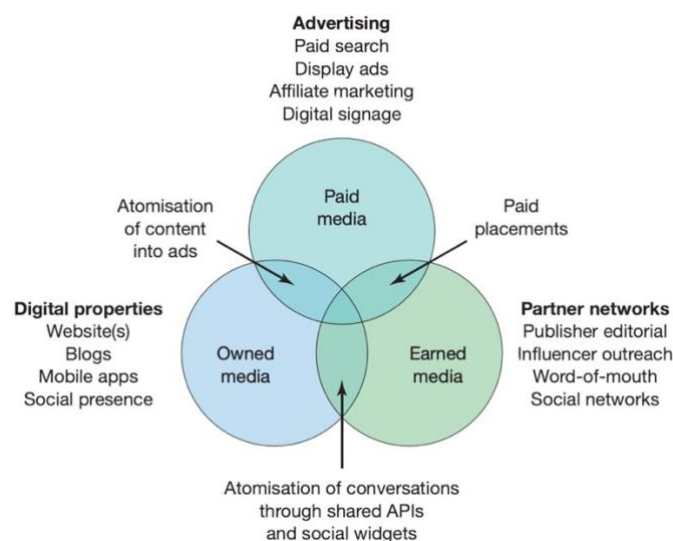 Advertising
Paid search
Display ads
Affiliate marketing
Digital signage
Paid
media
Atomisation
of content
into ads
Paid
placements
Digital properties
Website(s)
Blogs
Mobile apps
Social presence
Owned
media
Earned
media
Partner networks
Publisher editorial
Influencer outreach
Word-of-mouth
Social networks
Atomisation of conversations
through shared APIs
and social widgets